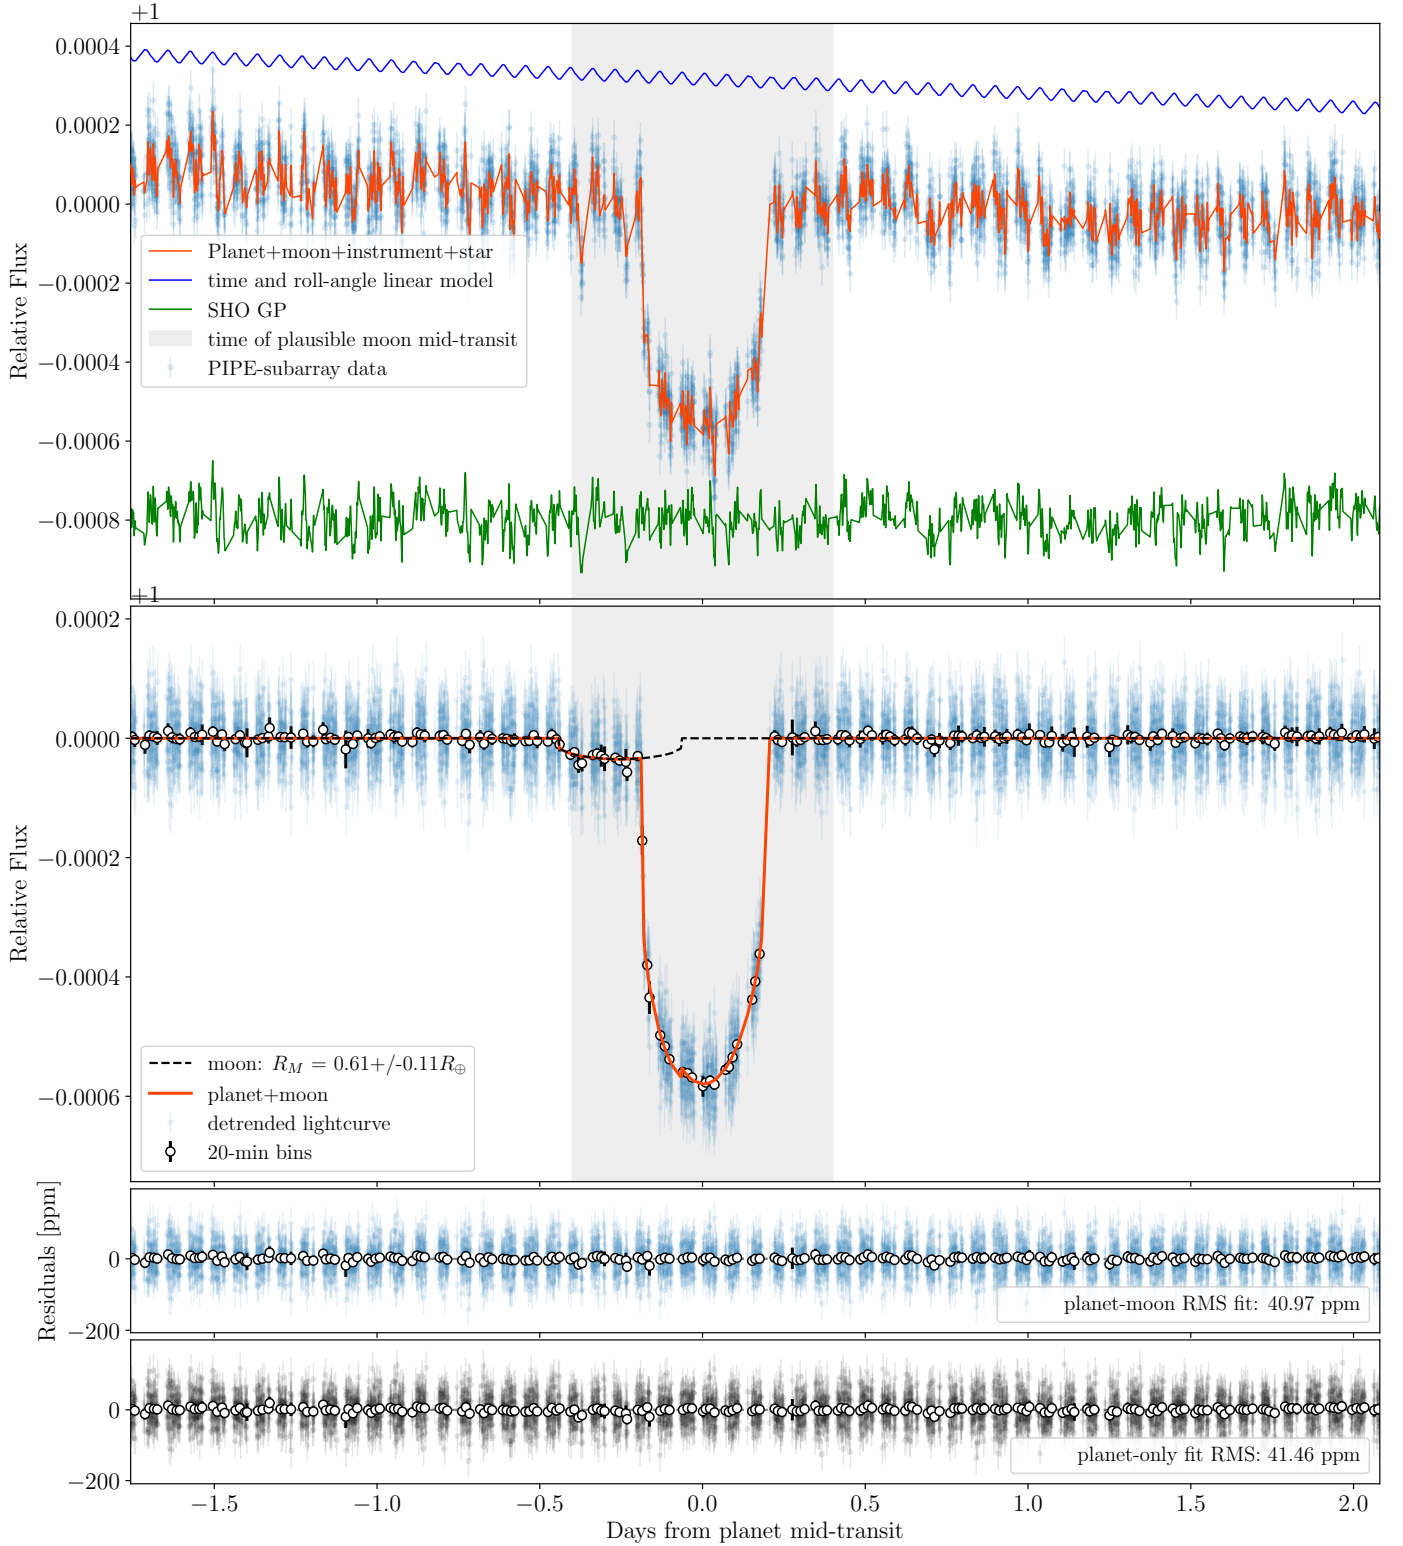 +1
0.0004
0.0002
0.0000
−0.0002
−0.0004
−0.0006
−0.0008
Relative Flux
Planet+moon+instrument+star
time and roll-angle linear model
SHO GP
time of plausible moon mid-transit
PIPE-subarray data
+1
0.0002
0.0000
−0.0002
−0.0004
−0.0006
Relative Flux
moon: R_M = 0.61+/-0.11R_⊕
planet+moon
detrended lightcurve
20-min bins
0
−200
Residuals [ppm]
planet-moon RMS fit: 40.97 ppm
0
−200
planet-only fit RMS: 41.46 ppm
−1.5 −1.0 −0.5 0.0 0.5 1.0 1.5 2.0
Days from planet mid-transit